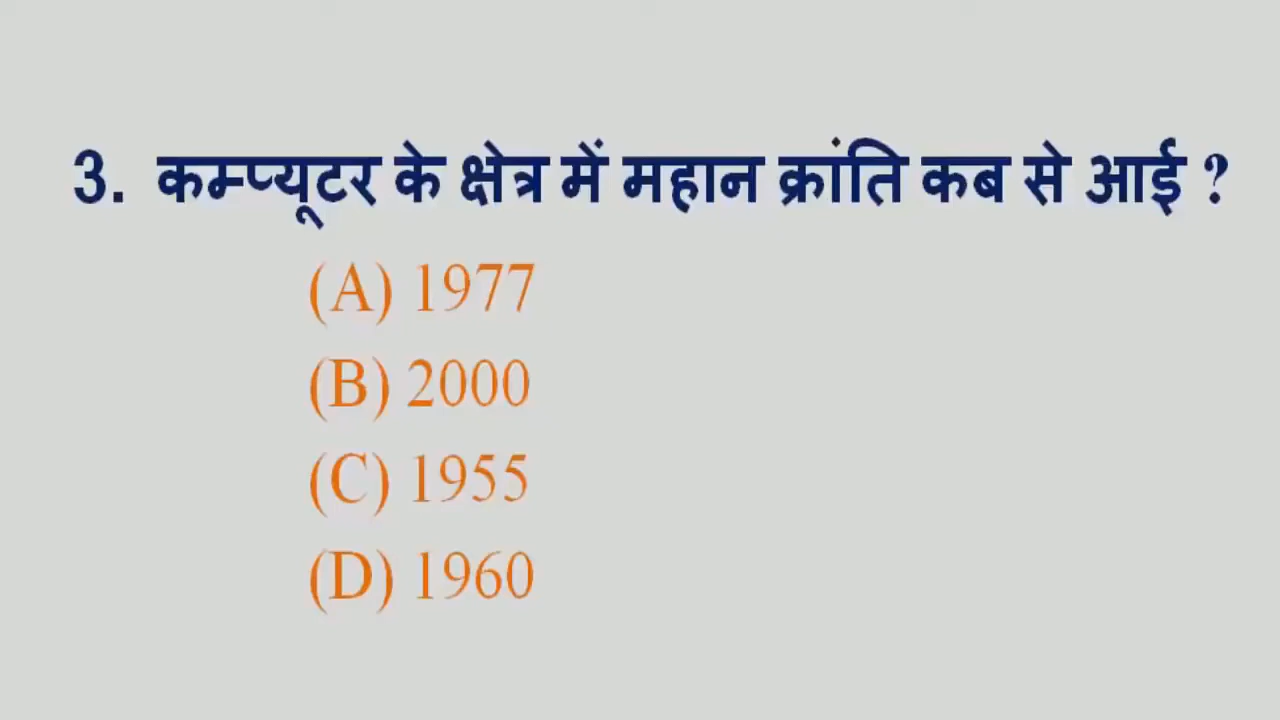 3. कम्प्यूटर के क्षेत्र में महान क्रांति कब से आई ?
(A) 1977
(B) 2000
(C) 1955
(D) 1960